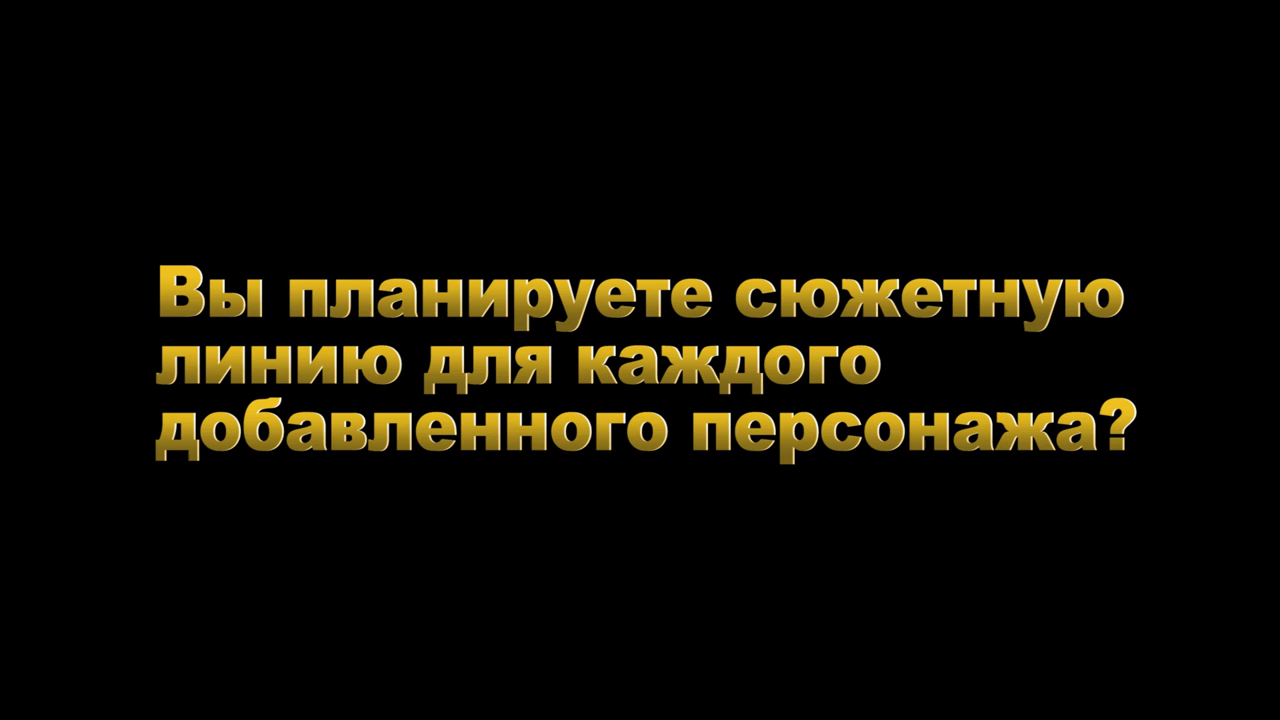 Вы планируете сюжетную
линию для каждого
добавленного персонажа?